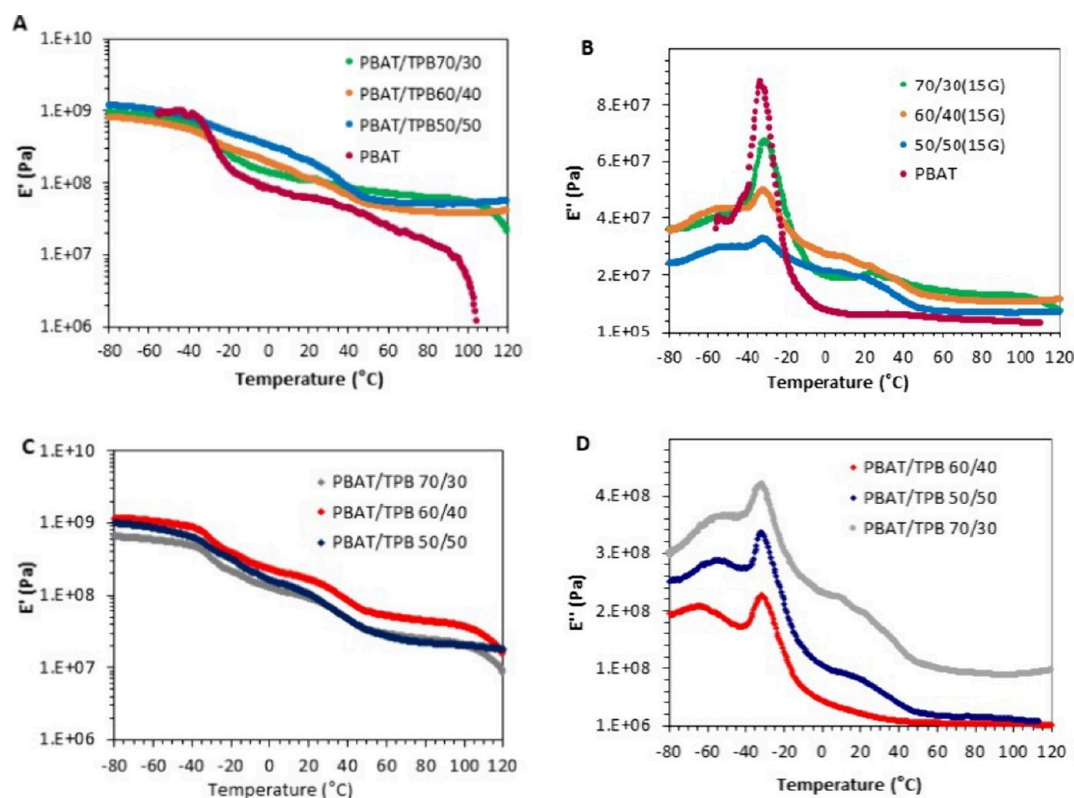 A
1.E+10
1.E+09
1.E+08
1.E+07
1.E+06
E' (Pa)
PBAT/TPB70/30
PBAT/TPB60/40
PBAT/TPB50/50
PBAT
-80 -60 -40 -20 0 20 40 60 80 100 120
Temperature (°C)
B
8.E+07
6.E+07
4.E+07
2.E+07
1.E+05
E'' (Pa)
70/30(15G)
60/40(15G)
50/50(15G)
PBAT
-80 -60 -40 -20 0 20 40 60 80 100 120
Temperature (°C)
C
1.E+10
1.E+09
1.E+08
1.E+07
1.E+06
E' (Pa)
PBAT/TPB 70/30
PBAT/TPB 60/40
PBAT/TPB 50/50
-80 -60 -40 -20 0 20 40 60 80 100 120
Temperature (°C)
D
4.E+08
3.E+08
2.E+08
1.E+08
1.E+06
E'' (Pa)
PBAT/TPB 60/40
PBAT/TPB 50/50
PBAT/TPB 70/30
-80 -60 -40 -20 0 20 40 60 80 100 120
Temperature (°C)